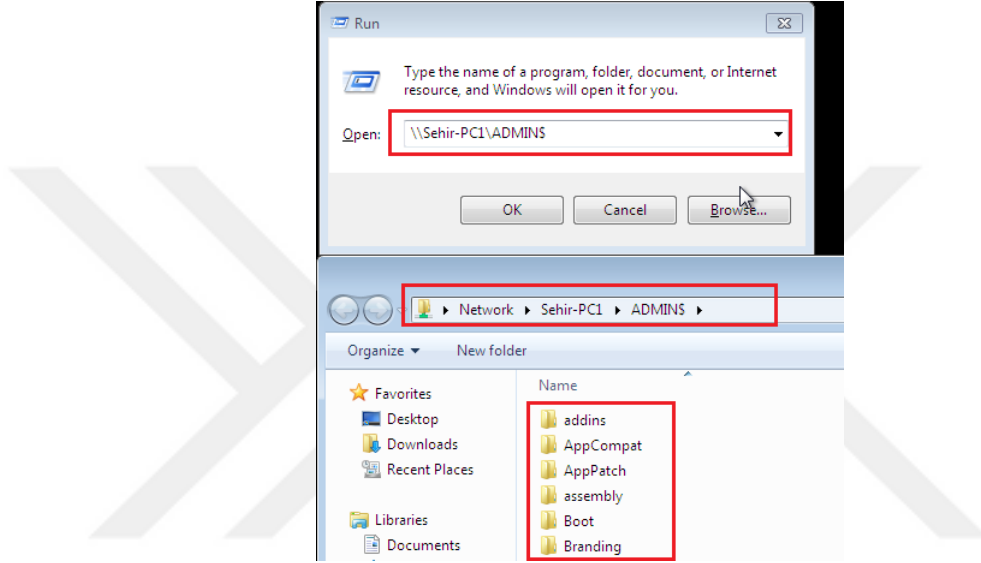 Run
Type the name of a program, folder, document, or Internet
resource, and Windows will open it for you.
Open: \\Sehir-PC1\ADMIN$
OK Cancel Browse...
Network Sehir-PC1 ADMIN$
Organize New folder
Name
Favorites
Desktop
Downloads
Recent Places
Libraries
Documents
addins
AppCompat
AppPatch
assembly
Boot
Branding